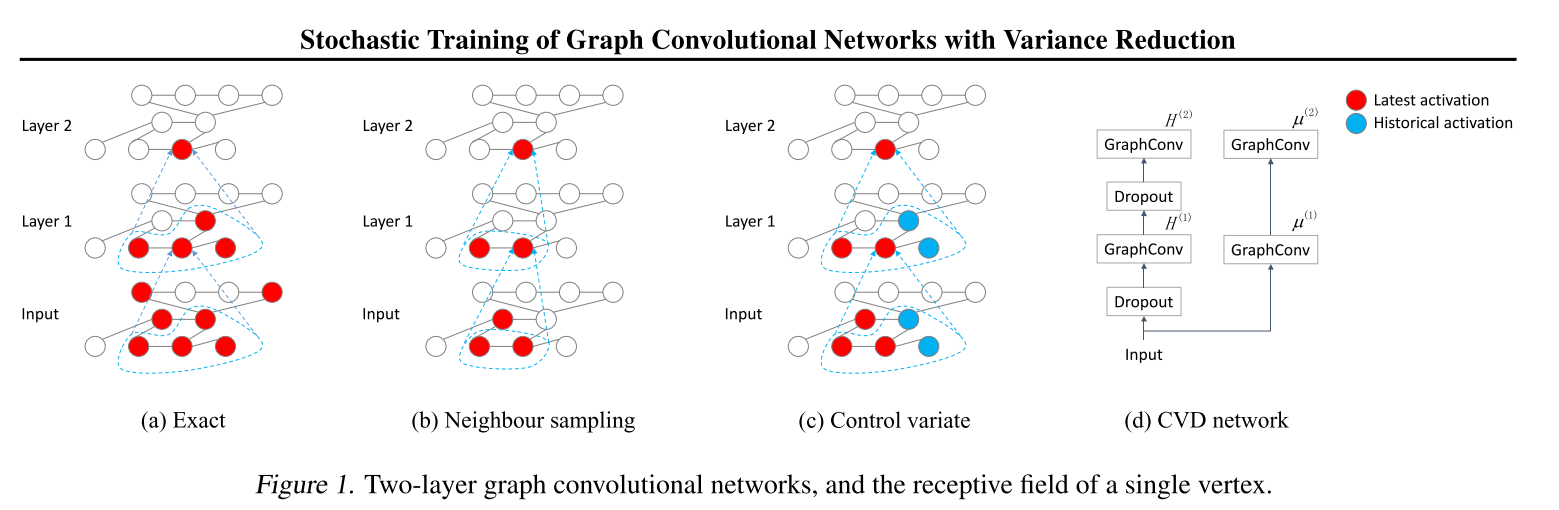 Stochastic Training of Graph Convolutional Networks with Variance Reduction
Layer 2
Layer 1
Input
(a) Exact
Layer 2
Layer 1
Input
(b) Neighbour sampling
Layer 2
Layer 1
Input
(c) Control variate
H^(2)
μ^(2)
GraphConv
GraphConv
Dropout
H^(1)
μ^(1)
GraphConv
GraphConv
Dropout
Input
(d) CVD network
Latest activation
Historical activation
Figure 1. Two-layer graph convolutional networks, and the receptive field of a single vertex.